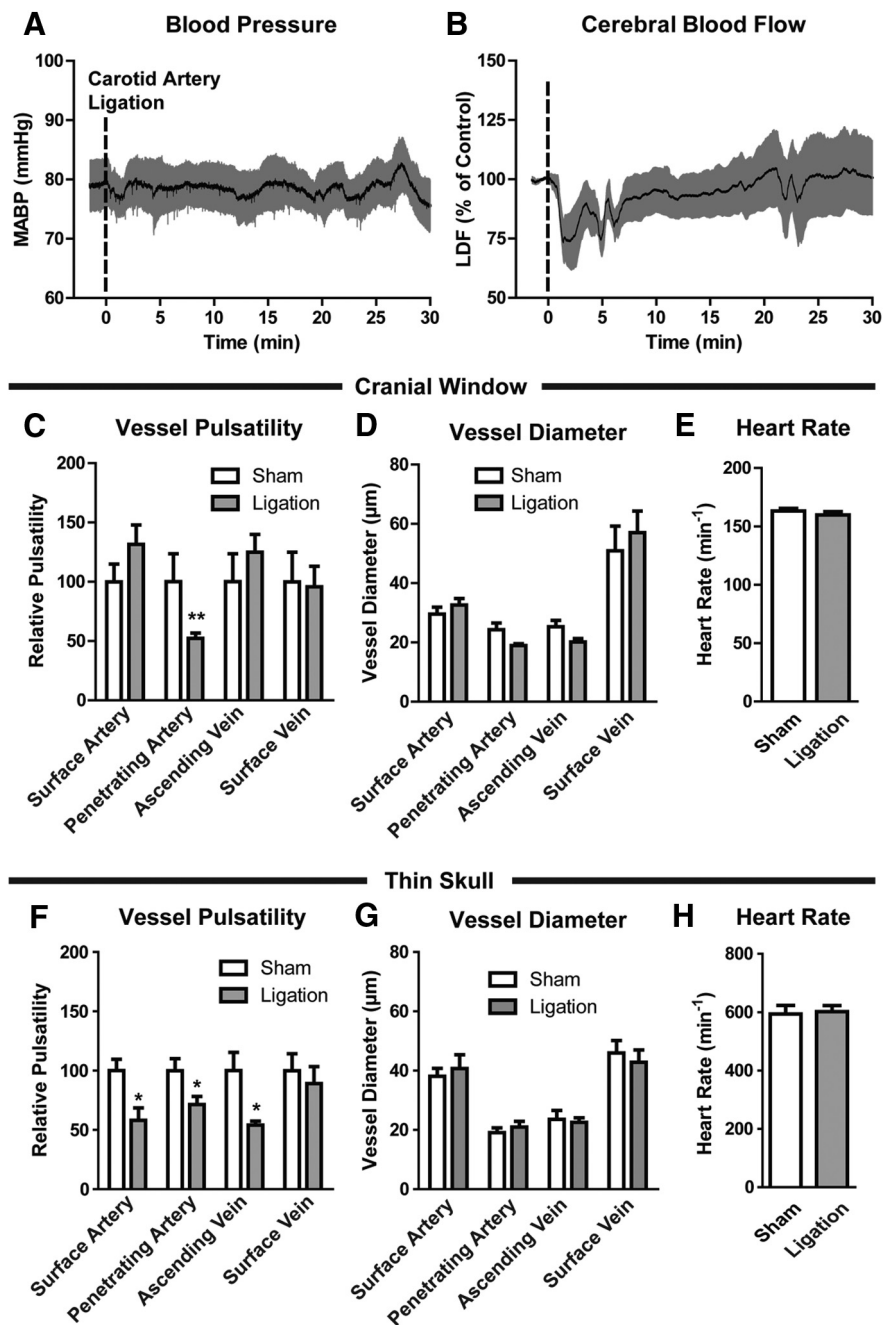 A
Blood Pressure
100
90
80
70
60
MABP (mmHg)
Carotid Artery
Ligation
0
5
10
15
20
25
30
Time (min)
B
Cerebral Blood Flow
150
125
100
75
50
LDF (% of Control)
0
5
10
15
20
25
30
Time (min)
Cranial Window
C
Vessel Pulsatility
200
150
100
50
0
Relative Pulsatility
Sham
Ligation
**
Surface Artery
Penetrating Artery
Ascending Vein
Surface Vein
D
Vessel Diameter
80
60
40
20
0
Vessel Diameter (µm)
Sham
Ligation
Surface Artery
Penetrating Artery
Ascending Vein
Surface Vein
E
Heart Rate
200
150
100
50
0
Heart Rate (min-1)
Sham
Ligation
Thin Skull
F
Vessel Pulsatility
200
150
100
50
0
Relative Pulsatility
Sham
Ligation
*
*
*
Surface Artery
Penetrating Artery
Ascending Vein
Surface Vein
G
Vessel Diameter
80
60
40
20
0
Vessel Diameter (µm)
Sham
Ligation
Surface Artery
Penetrating Artery
Ascending Vein
Surface Vein
H
Heart Rate
800
600
400
200
0
Heart Rate (min-1)
Sham
Ligation